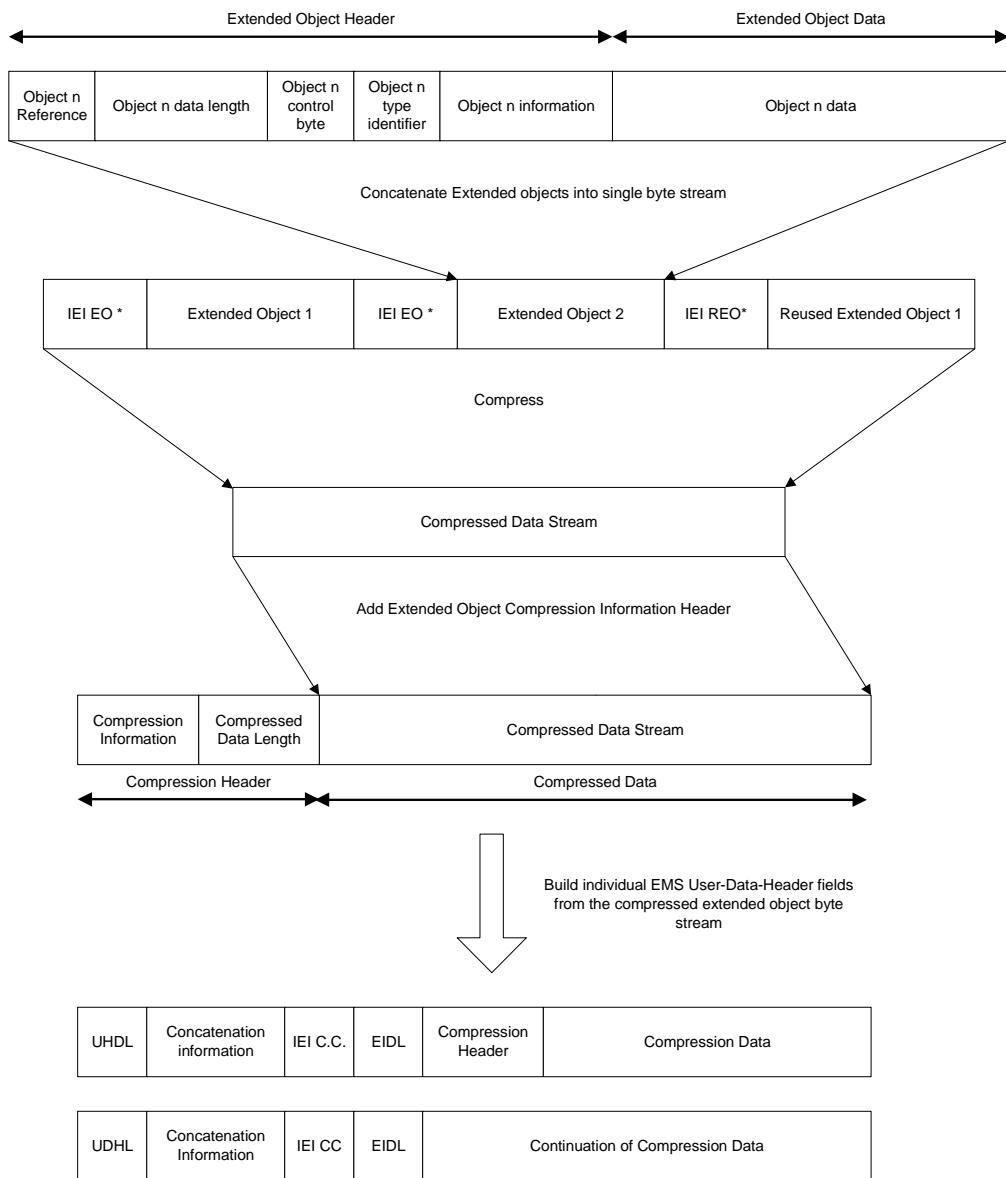 Extended Object Header
Extended Object Data
Object n
Reference
Object n data length
Object n
control
byte
Object n
type
identifier
Object n information
Object n data
Concatenate Extended objects into single byte stream
IEI EO *
Extended Object 1
IEI EO *
Extended Object 2
IEI REO*
Reused Extended Object 1
Compress
Compressed Data Stream
Add Extended Object Compression Information Header
Compression
Information
Compressed
Data Length
Compressed Data Stream
Compression Header
Compressed Data
Build individual EMS User-Data-Header fields
from the compressed extended object byte
stream
UHDL
Concatenation
information
IEI C.C.
EIDL
Compression
Header
Compression Data
UDHL
Concatenation
Information
IEI CC
EIDL
Continuation of Compression Data